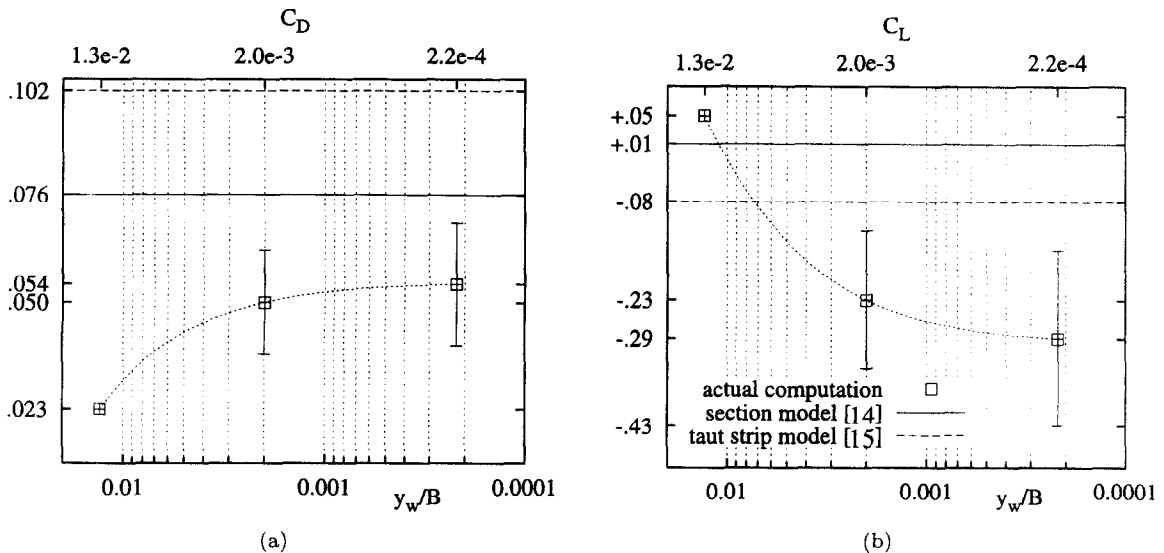 C_D
1.3e-2 2.0e-3 2.2e-4
.102
.076
.054
.050
.023
0.01 0.001 y_w/B 0.0001
(a)
C_L
1.3e-2 2.0e-3 2.2e-4
+.05
+.01
-.08
-.23
-.29
-.43
actual computation
section model [14]
taut strip model [15]
0.01 0.001 y_w/B 0.0001
(b)